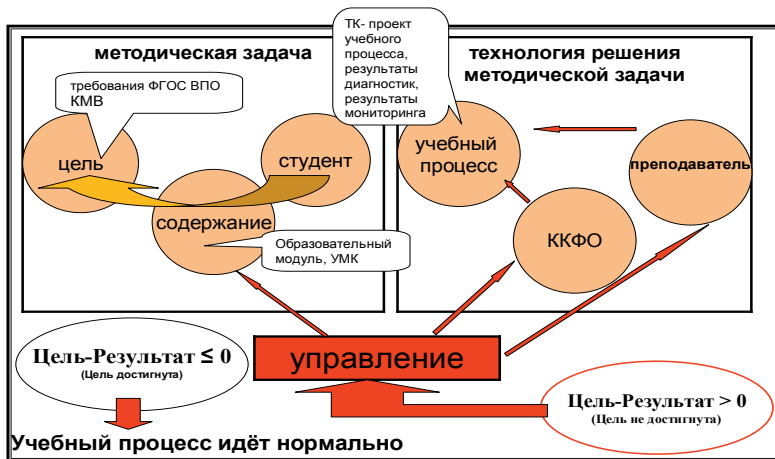 методическая задача
требования ФГОС ВПО
КМВ
цель
студент
содержание
Образовательный
модуль, УМК
ТК- проект
учебного
процесса,
результаты
диагностик,
результаты
мониторинга
технология решения
методической задачи
учебный
процесс
преподаватель
ККФО
Цель-Результат ≤ 0
(Цель достигнута)
управление
Цель-Результат > 0
(Цель не достигнута)
Учебный процесс идёт нормально